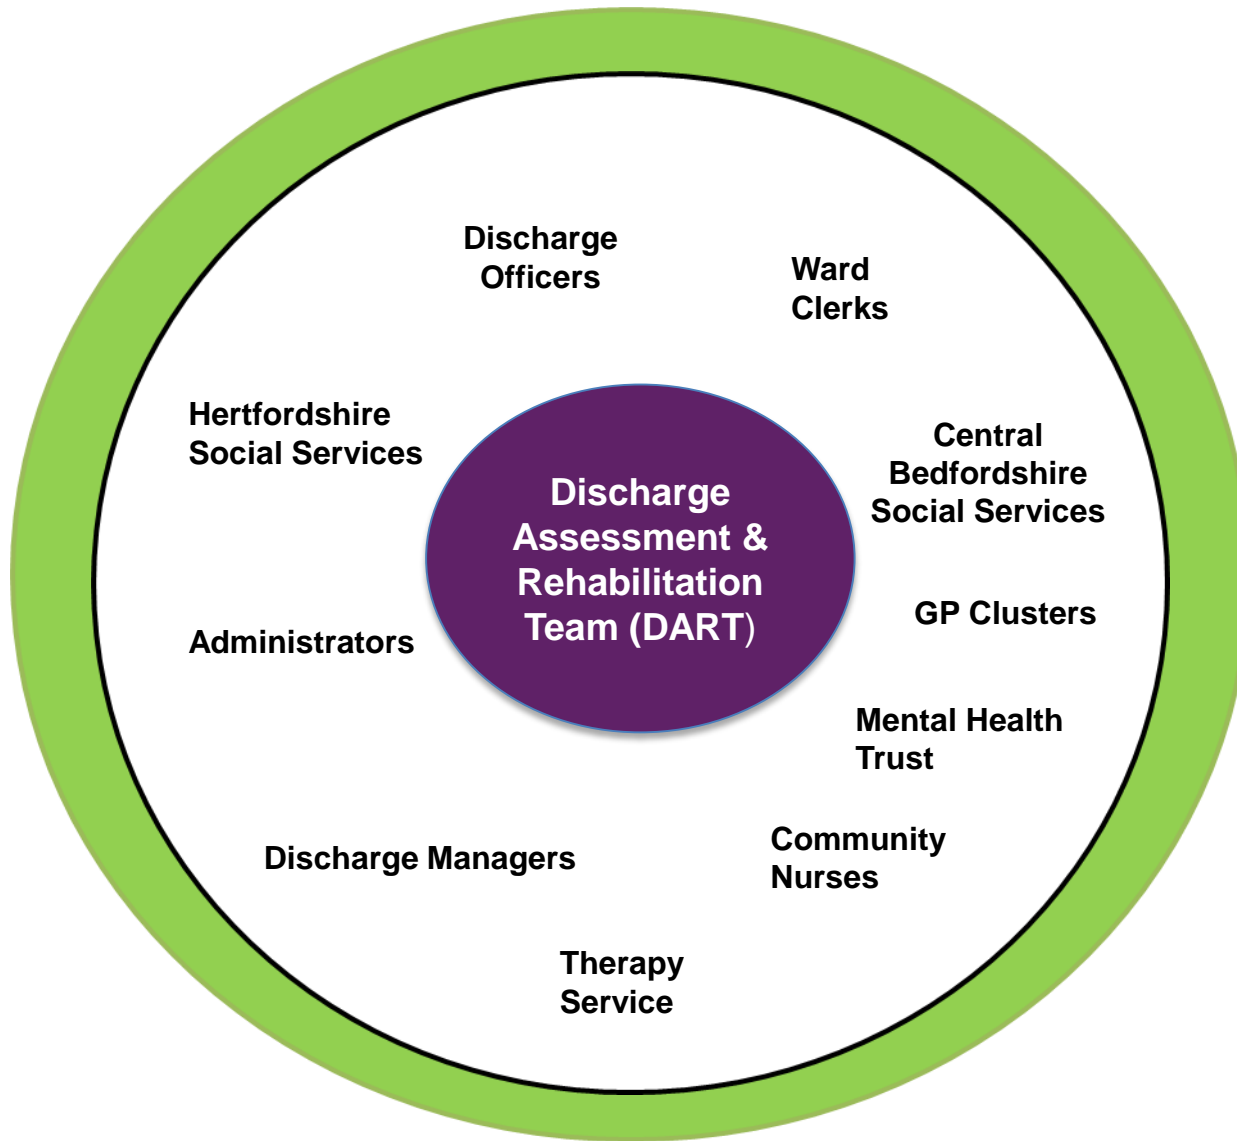 Discharge
Officers
Ward
Clerks
Hertfordshire
Social Services
Central
Bedfordshire
Social Services
Discharge
Assessment &
Rehabilitation
Team (DART)
GP Clusters
Administrators
Mental Health
Trust
Community
Nurses
Discharge Managers
Therapy
Service